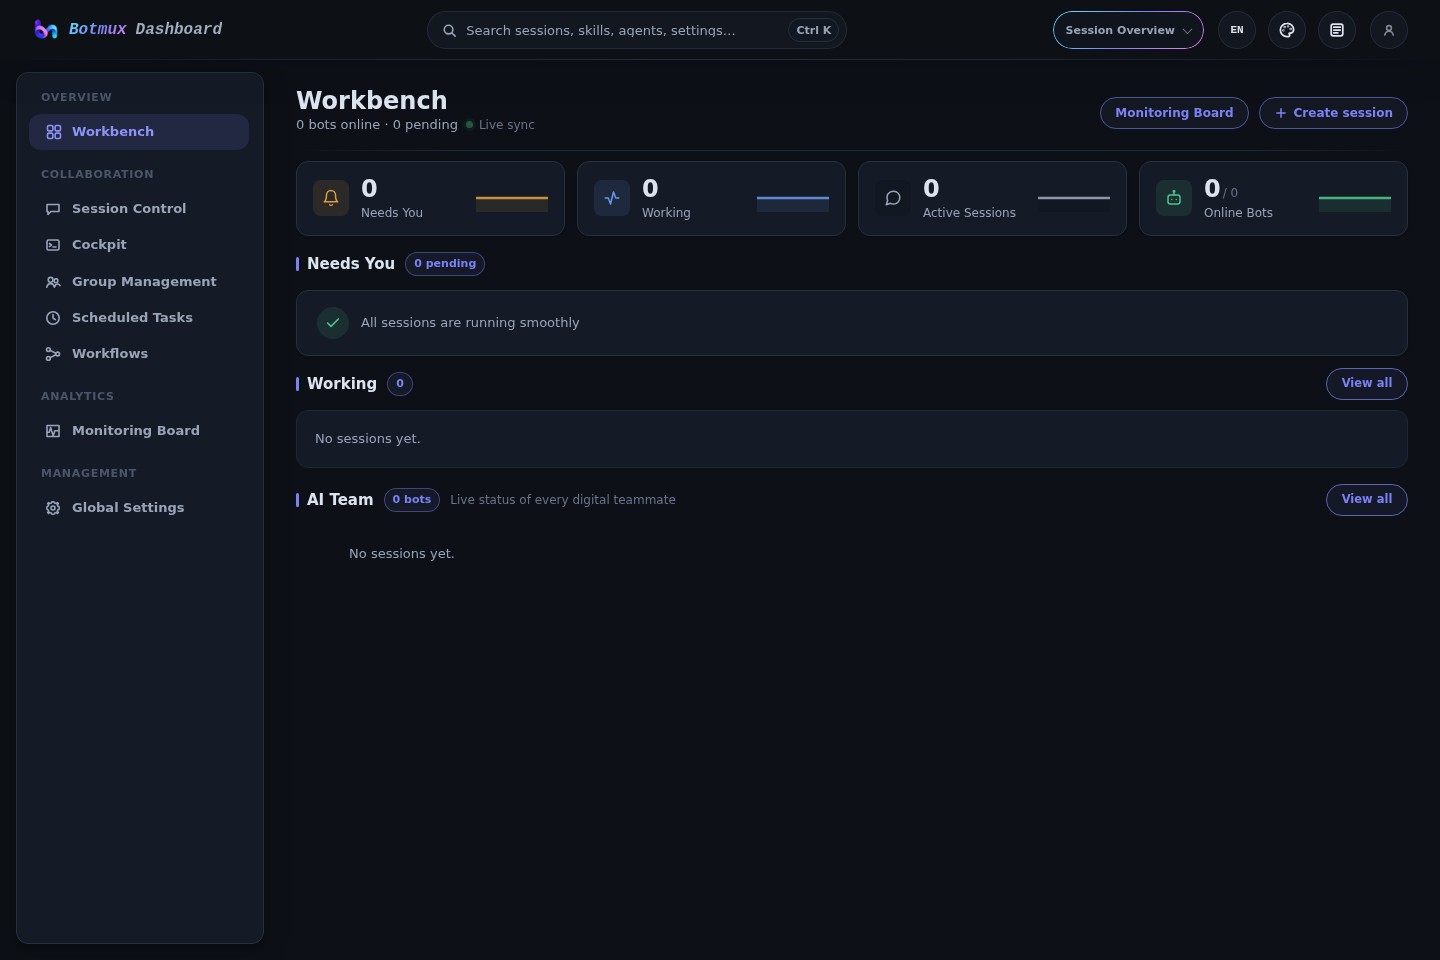 Botmux Dashboard
Search sessions, skills, agents, settings...
Ctrl K
Session Overview
EN
OVERVIEW
Workbench
COLLABORATION
Session Control
Cockpit
Group Management
Scheduled Tasks
Workflows
ANALYTICS
Monitoring Board
MANAGEMENT
Global Settings
Workbench
0 bots online · 0 pending
Live sync
Monitoring Board
+ Create session
0
Needs You
0
Working
0
Active Sessions
0 / 0
Online Bots
Needs You
0 pending
All sessions are running smoothly
Working
0
View all
No sessions yet.
AI Team
0 bots
Live status of every digital teammate
View all
No sessions yet.